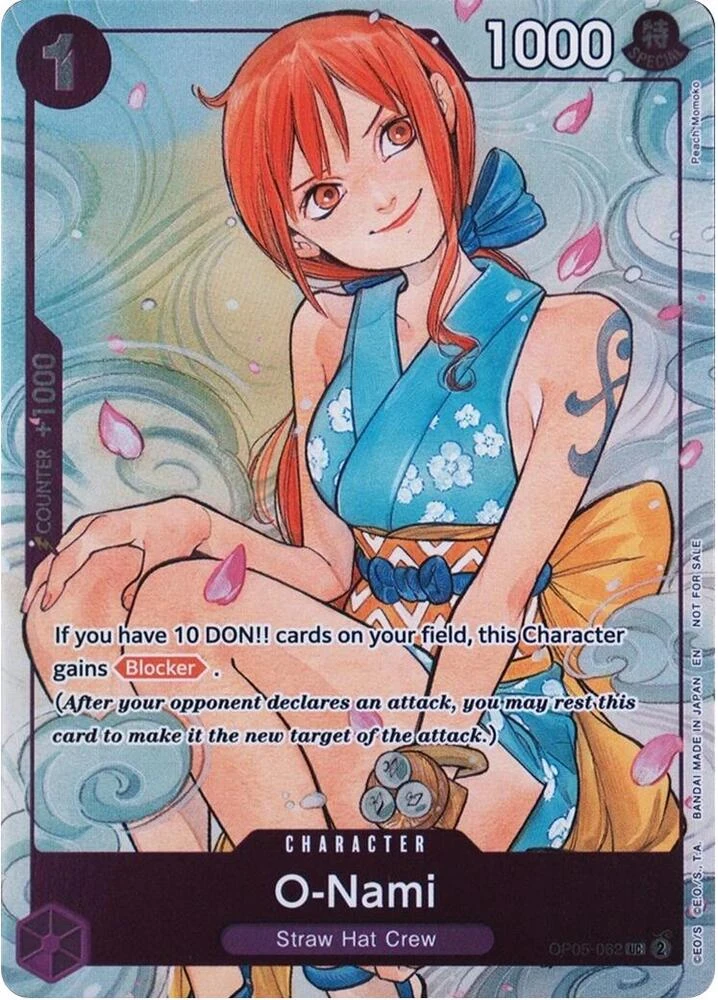 1
1000
特
SPECIAL
Peach Momoko
COUNTER +1000
If you have 10 DON!! cards on your field, this Character
gains Blocker .
(After your opponent declares an attack, you may rest this
card to make it the new target of the attack.)
CHARACTER
O-Nami
Straw Hat Crew
OP05-062 UC 2
©E.O./S ©E.O./S., T.A. BANDAI MADE IN JAPAN EN NOT FOR SALE